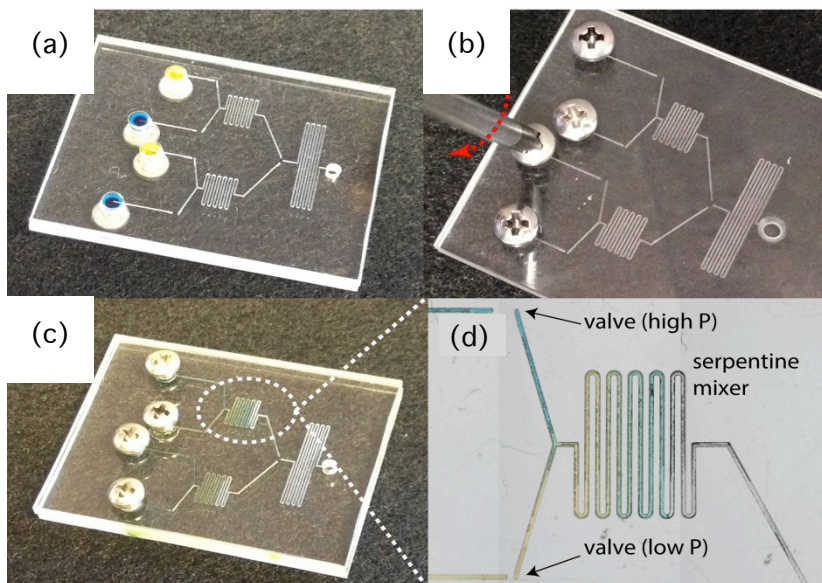 (a)
(b)
(c)
(d)
valve (high P)
serpentine
mixer
valve (low P)